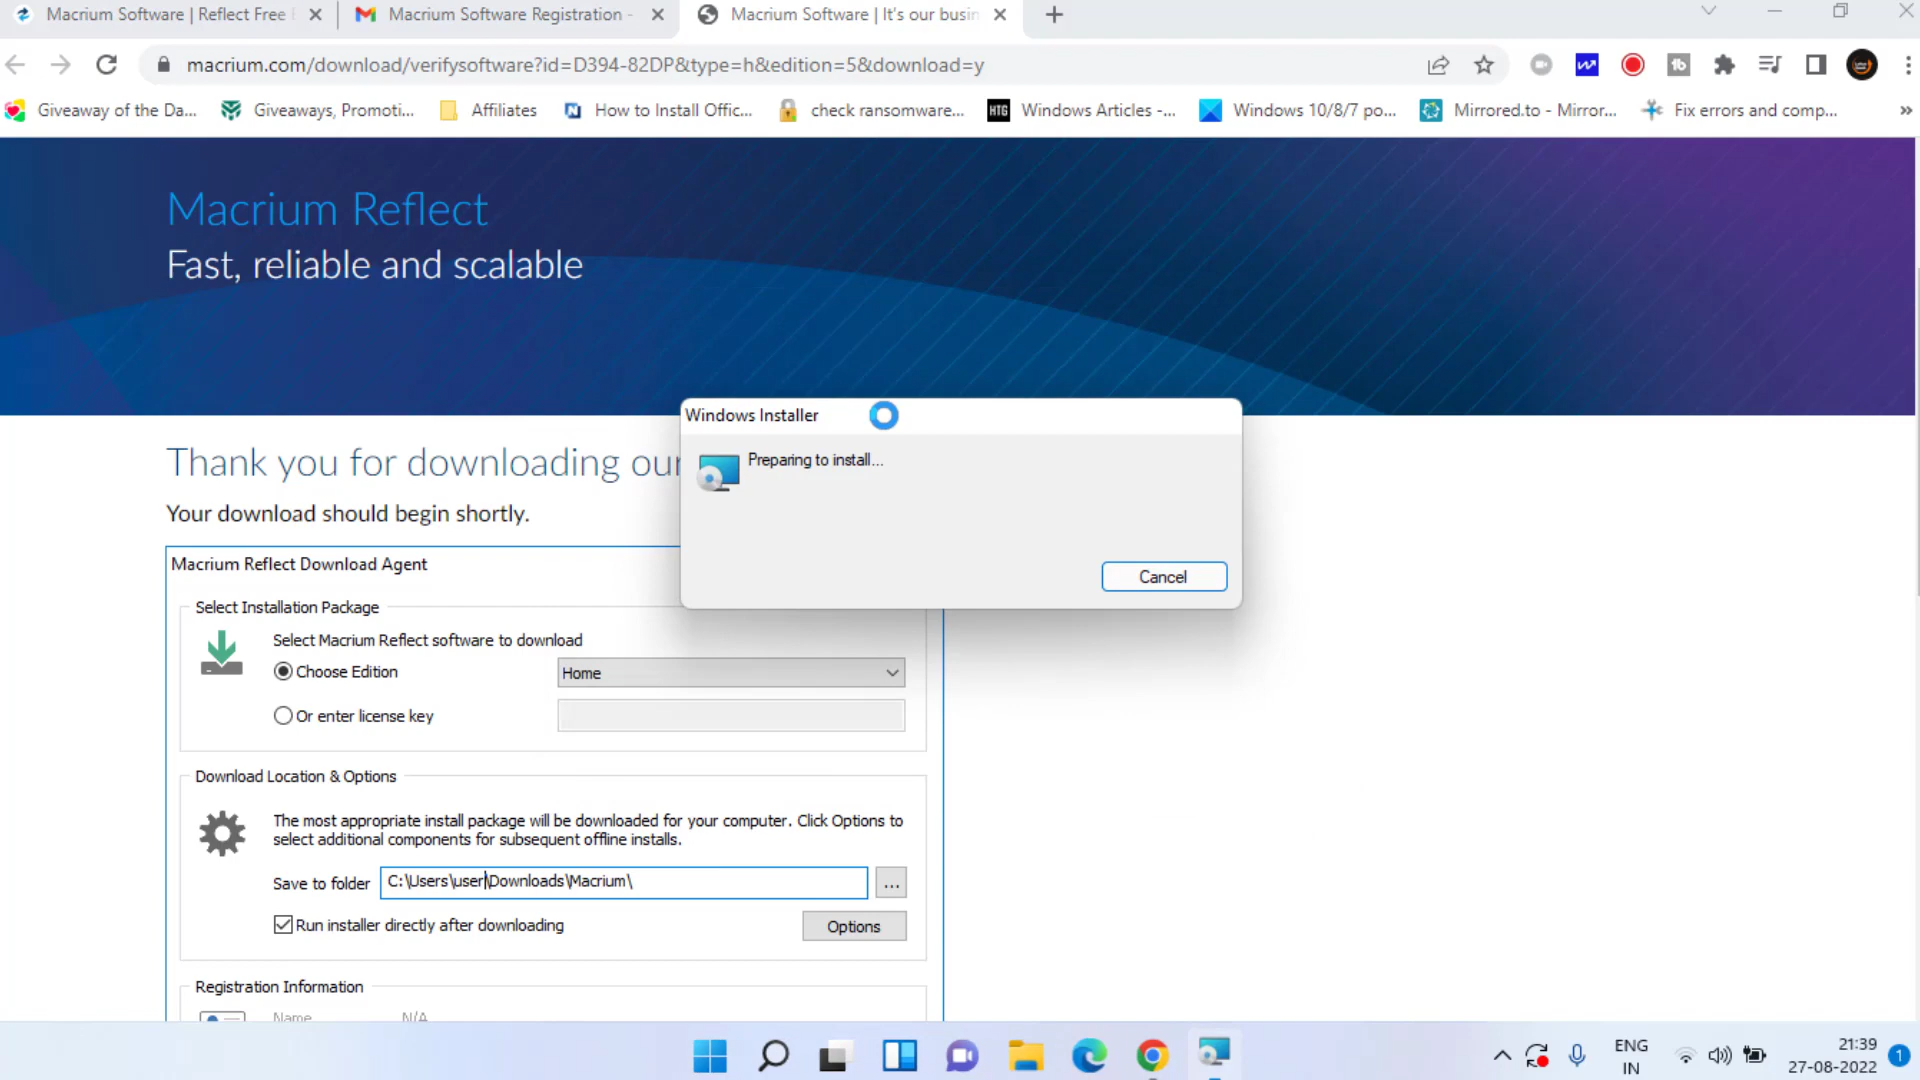 Macrium Software | Reflect Free
Macrium Software Registration -
Macrium Software | It's our busin
macrium.com/download/verifysoftware?id=D394-82DP&type=h&edition=5&download=y
Giveaway of the Da...
Giveaways, Promoti...
Affiliates
How to Install Offic...
check ransomware...
HTG
Windows Articles -...
Windows 10/8/7 po...
Mirrored.to - Mirror...
Fix errors and comp...
»
Macrium Reflect
Fast, reliable and scalable
Windows Installer
Preparing to install...
Cancel
Thank you for downloading our
Your download should begin shortly.
Macrium Reflect Download Agent
Select Installation Package
Select Macrium Reflect software to download
Choose Edition
Home
Or enter license key
Download Location & Options
The most appropriate install package will be downloaded for your computer. Click Options to
select additional components for subsequent offline installs.
Save to folder
C:\Users\user\Downloads\Macrium\
...
Run installer directly after downloading
Options
Registration Information
Name
N/A
ENG
IN
21:39
27-08-2022
1